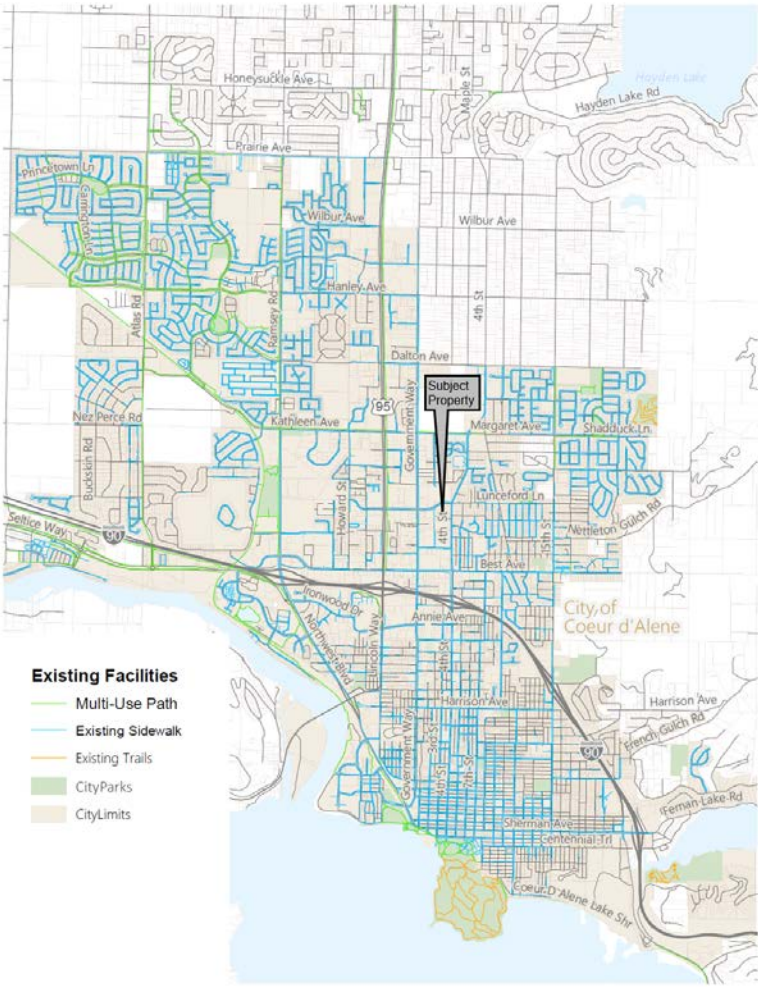 Honeysuckle Ave
Maple St
Hayden Lake
Hayden Lake Rd
Prairie Ave
Princetown Ln
Carrington Ln
Wilbur Ave
Wilbur Ave
Hanley Ave
Atlas Rd
Ramsey Rd
4th St
Dalton Ave
Subject
Property
95
Government Way
Nez Perce Rd
Kathleen Ave
Margaret Ave
Shadduck Ln
Buckskin Rd
Howard St
Lunceford Ln
4th St
15th St
Nettleton Gulch Rd
Seltice Way
90
Best Ave
Ironwood Dr
Northwest Blvd
Lincoln Way
Annie Ave
City of
Coeur d'Alene
4th St
Existing Facilities
Multi-Use Path
Existing Sidewalk
Existing Trails
CityParks
CityLimits
Harrison Ave
Harrison Ave
French Gulch Rd
Government Way
3rd St
4th St
7th St
90
Fernan Lake Rd
Sherman Ave
Centennial Trl
Coeur D'Alene Lake Shr